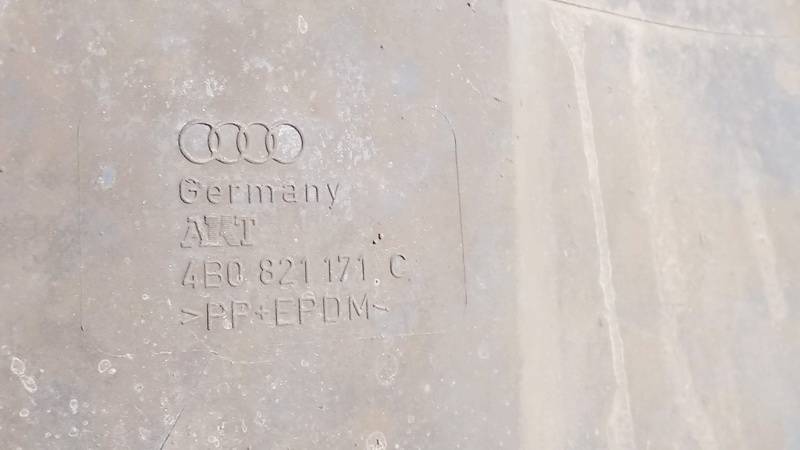 Germany
AKT
4B0 821 171 C
>PP+EPDM<